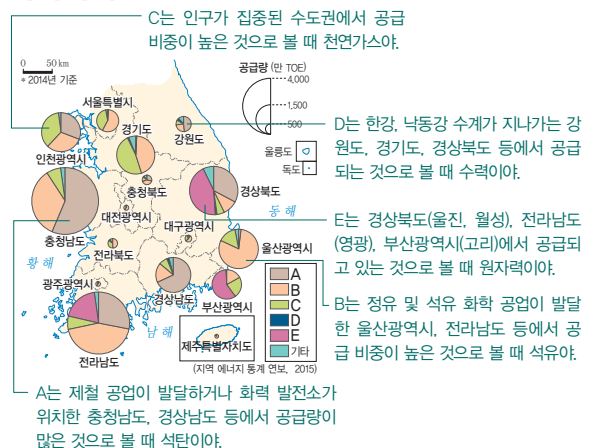 C는 인구가 집중된 수도권에서 공급
비중이 높은 것으로 볼 때 천연가스야.
0 50 km
* 2014년 기준
공급량 (만 TOE)
4,000
1,500
500
서울특별시
경기도
강원도
인천광역시
울릉도
독도
D는 한강, 낙동강 수계가 지나가는 강
원도, 경기도, 경상북도 등에서 공급
되는 것으로 볼 때 수력이야.
충청북도
경상북도
대전광역시
대구광역시
동해
충청남도
E는 경상북도(울진, 월성), 전라남도
(영광), 부산광역시(고리)에서 공급되
고 있는 것으로 볼 때 원자력이야.
울산광역시
황해
전라북도
광주광역시
경상남도
부산광역시
A
B
C
D
E
기타
B는 정유 및 석유 화학 공업이 발달
한 울산광역시, 전라남도 등에서 공
급 비중이 높은 것으로 볼 때 석유야.
남해
제주특별자치도
전라남도
(지역 에너지 통계 연보, 2015)
A는 제철 공업이 발달하거나 화력 발전소가
위치한 충청남도, 경상남도 등에서 공급량이
많은 것으로 볼 때 석탄이야.